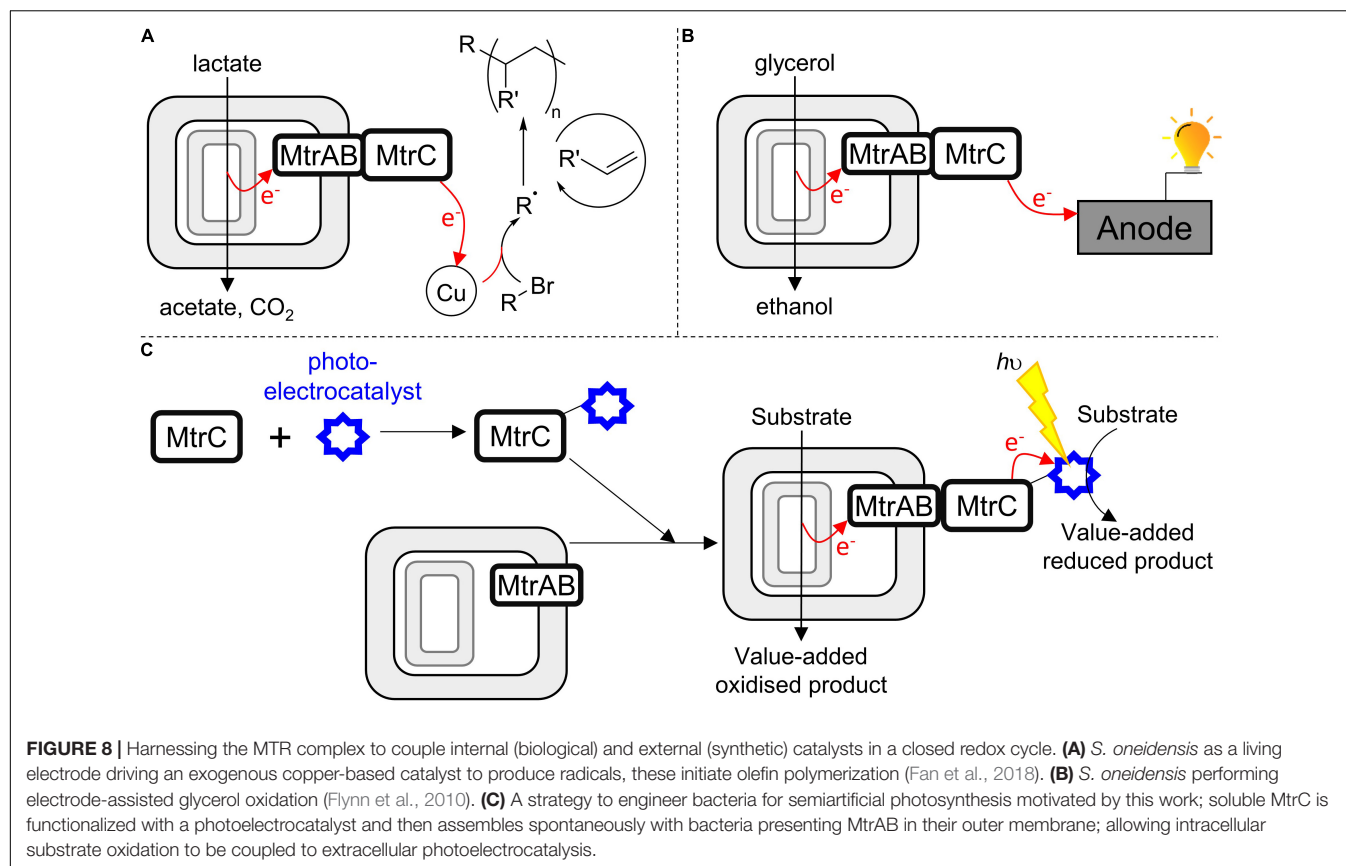 A
lactate
MtrAB
MtrC
e-
e-
Cu
acetate, CO2
R
R'
n
R'
R•
R-Br
B
glycerol
MtrAB
MtrC
e-
e-
Anode
ethanol
C
photo-
electrocatalyst
MtrC
+
MtrC
MtrAB
Substrate
MtrAB
MtrC
e-
e-
hυ
Substrate
Value-added
reduced product
Value-added
oxidised product
FIGURE 8 | Harnessing the MTR complex to couple internal (biological) and external (synthetic) catalysts in a closed redox cycle. (A) S. oneidensis as a living
electrode driving an exogenous copper-based catalyst to produce radicals, these initiate olefin polymerization (Fan et al., 2018). (B) S. oneidensis performing
electrode-assisted glycerol oxidation (Flynn et al., 2010). (C) A strategy to engineer bacteria for semiartificial photosynthesis motivated by this work; soluble MtrC is
functionalized with a photoelectrocatalyst and then assembles spontaneously with bacteria presenting MtrAB in their outer membrane; allowing intracellular
substrate oxidation to be coupled to extracellular photoelectrocatalysis.